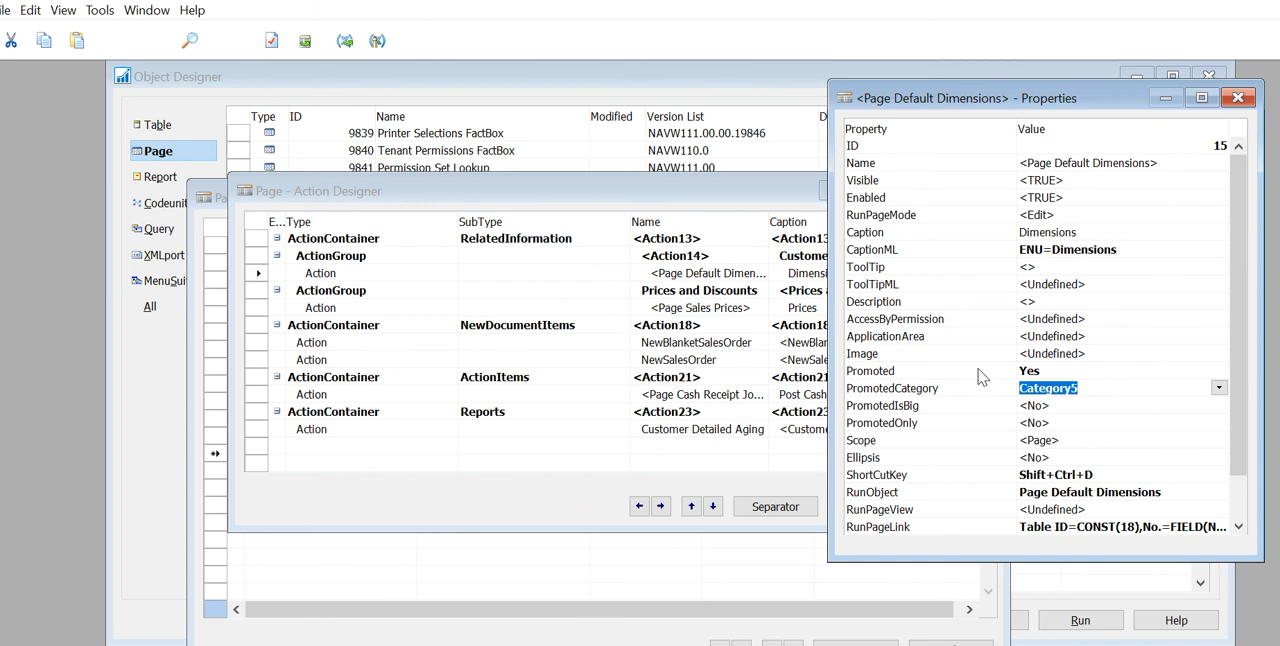 ile Edit View Tools Window Help
Object Designer
Table
Page
Report
Codeunit
Query
XMLport
MenuSui
All
Type ID Name Modified Version List D
9839 Printer Selections FactBox NAVW111.00.00.19846
9840 Tenant Permissions FactBox NAVW110.0
9841 Permission Set Lookup NAVW111.00
Pa
Page - Action Designer
E... Type SubType Name Caption
ActionContainer RelatedInformation <Action13> <Action13
ActionGroup <Action14> Custome
Action <Page Default Dimen... Dimensi
ActionGroup Prices and Discounts <Prices a
Action <Page Sales Prices> Prices
ActionContainer NewDocumentItems <Action18> <Action18
Action NewBlanketSalesOrder <NewBlan
Action NewSalesOrder <NewSale
ActionContainer ActionItems <Action21> <Action21
Action <Page Cash Receipt Jo... Post Cash
ActionContainer Reports <Action23> <Action23
Action Customer Detailed Aging <Custome
Separator
<Page Default Dimensions> - Properties
Property Value
ID 15
Name <Page Default Dimensions>
Visible <TRUE>
Enabled <TRUE>
RunPageMode <Edit>
Caption Dimensions
CaptionML ENU=Dimensions
ToolTip <>
ToolTipML <Undefined>
Description <>
AccessByPermission <Undefined>
ApplicationArea <Undefined>
Image <Undefined>
Promoted Yes
PromotedCategory Category5
PromotedIsBig <No>
PromotedOnly <No>
Scope <Page>
Ellipsis <No>
ShortCutKey Shift+Ctrl+D
RunObject Page Default Dimensions
RunPageView <Undefined>
RunPageLink Table ID=CONST(18),No.=FIELD(N...
Run Help